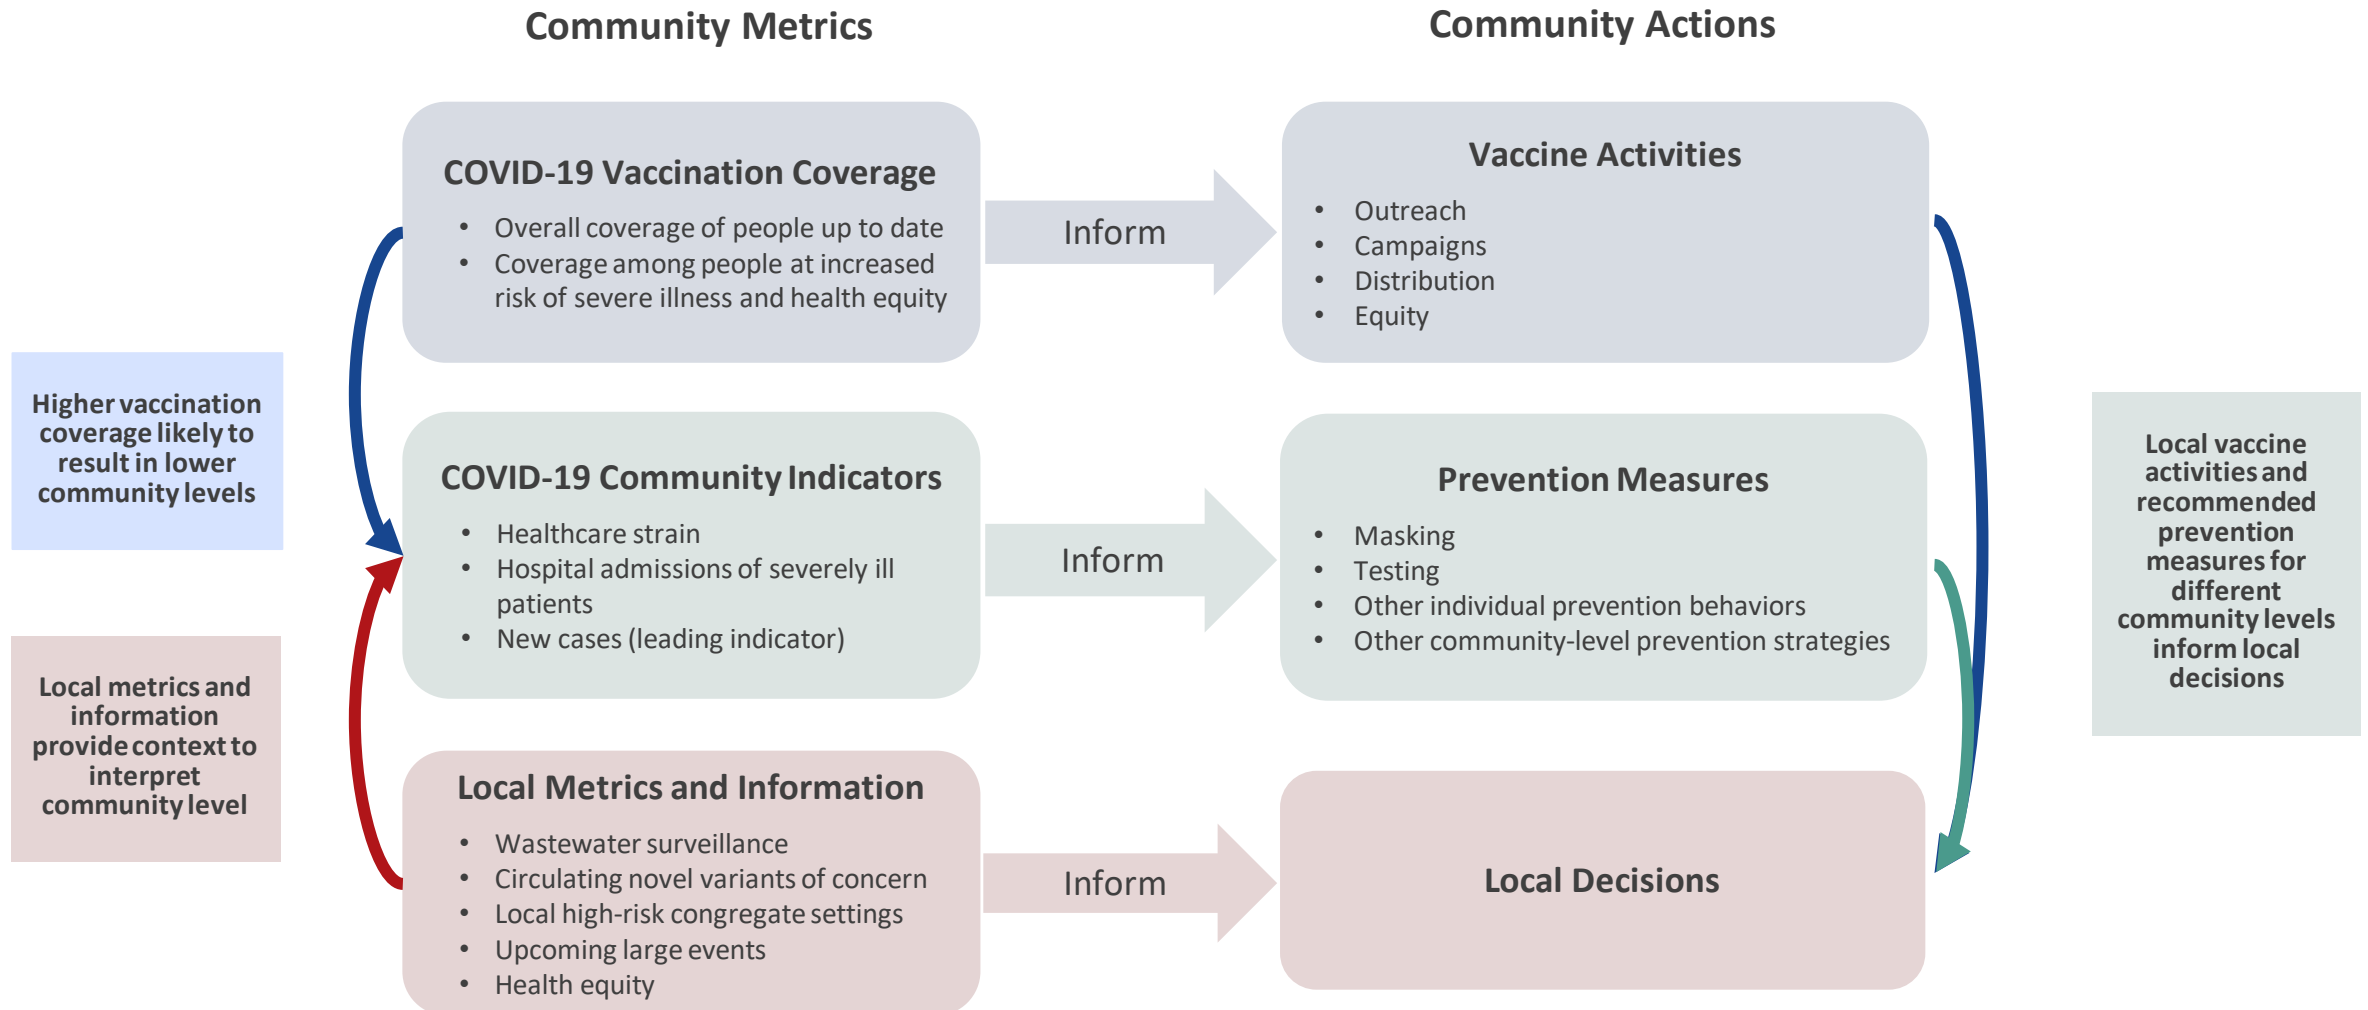 Community Metrics
Community Actions
COVID-19 Vaccination Coverage
• Overall coverage of people up to date
• Coverage among people at increased
risk of severe illness and health equity
Inform
Vaccine Activities
• Outreach
• Campaigns
• Distribution
• Equity
Higher vaccination
coverage likely to
result in lower
community levels
COVID-19 Community Indicators
• Healthcare strain
• Hospital admissions of severely ill
patients
• New cases (leading indicator)
Inform
Prevention Measures
• Masking
• Testing
• Other individual prevention behaviors
• Other community-level prevention strategies
Local vaccine
activities and
recommended
prevention
measures for
different
community levels
inform local
decisions
Local metrics and
information
provide context to
interpret
community level
Local Metrics and Information
• Wastewater surveillance
• Circulating novel variants of concern
• Local high-risk congregate settings
• Upcoming large events
• Health equity
Inform
Local Decisions